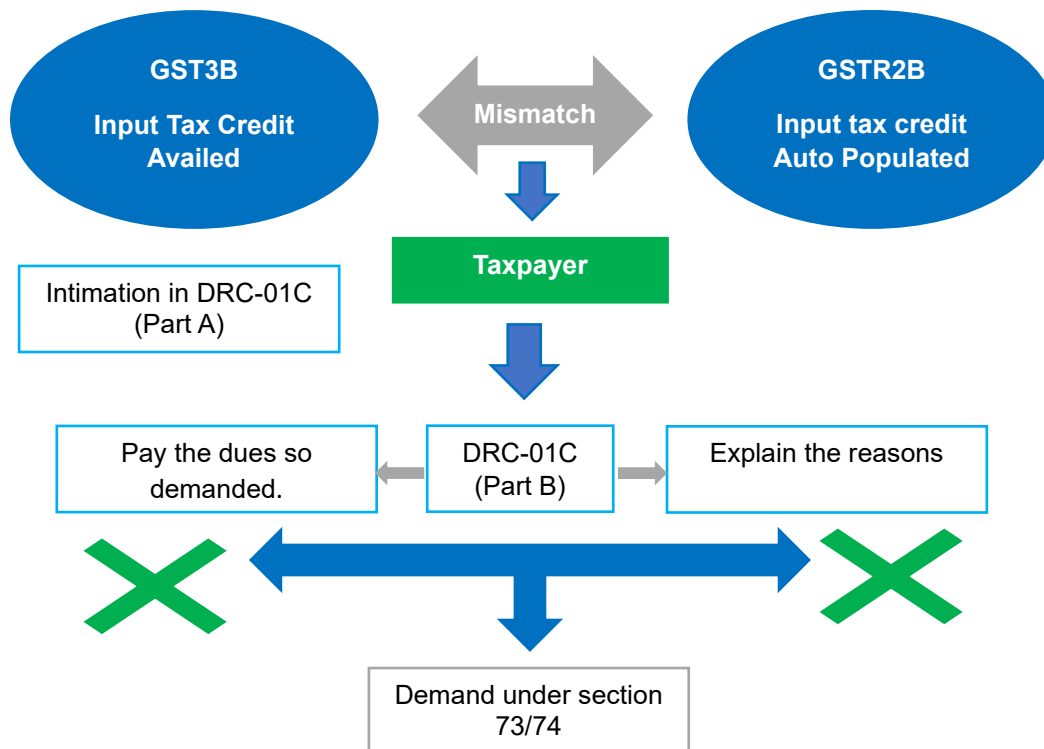 GST3B
Input Tax Credit
Availed
Mismatch
GSTR2B
Input tax credit
Auto Populated
Taxpayer
Intimation in DRC-01C
(Part A)
Pay the dues so
demanded.
DRC-01C
(Part B)
Explain the reasons
Demand under section
73/74